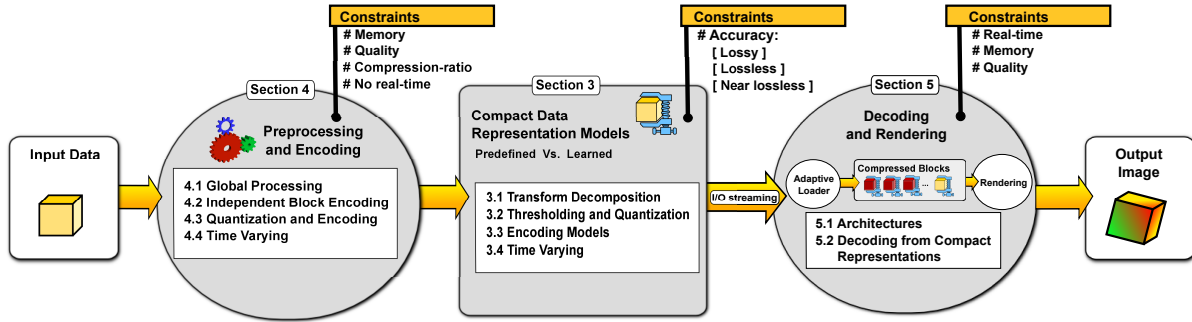 Input Data
Constraints
# Memory
# Quality
# Compression-ratio
# No real-time
Section 4
Preprocessing
and Encoding
4.1 Global Processing
4.2 Independent Block Encoding
4.3 Quantization and Encoding
4.4 Time Varying
Constraints
# Accuracy:
[ Lossy ]
[ Lossless ]
[ Near lossless ]
Section 3
Compact Data
Representation Models
Predefined Vs. Learned
3.1 Transform Decomposition
3.2 Thresholding and Quantization
3.3 Encoding Models
3.4 Time Varying
I/O streaming
Constraints
# Real-time
# Memory
# Quality
Section 5
Decoding
and Rendering
Adaptive
Loader
Compressed Blocks
...
Rendering
5.1 Architectures
5.2 Decoding from Compact
Representations
Output
Image